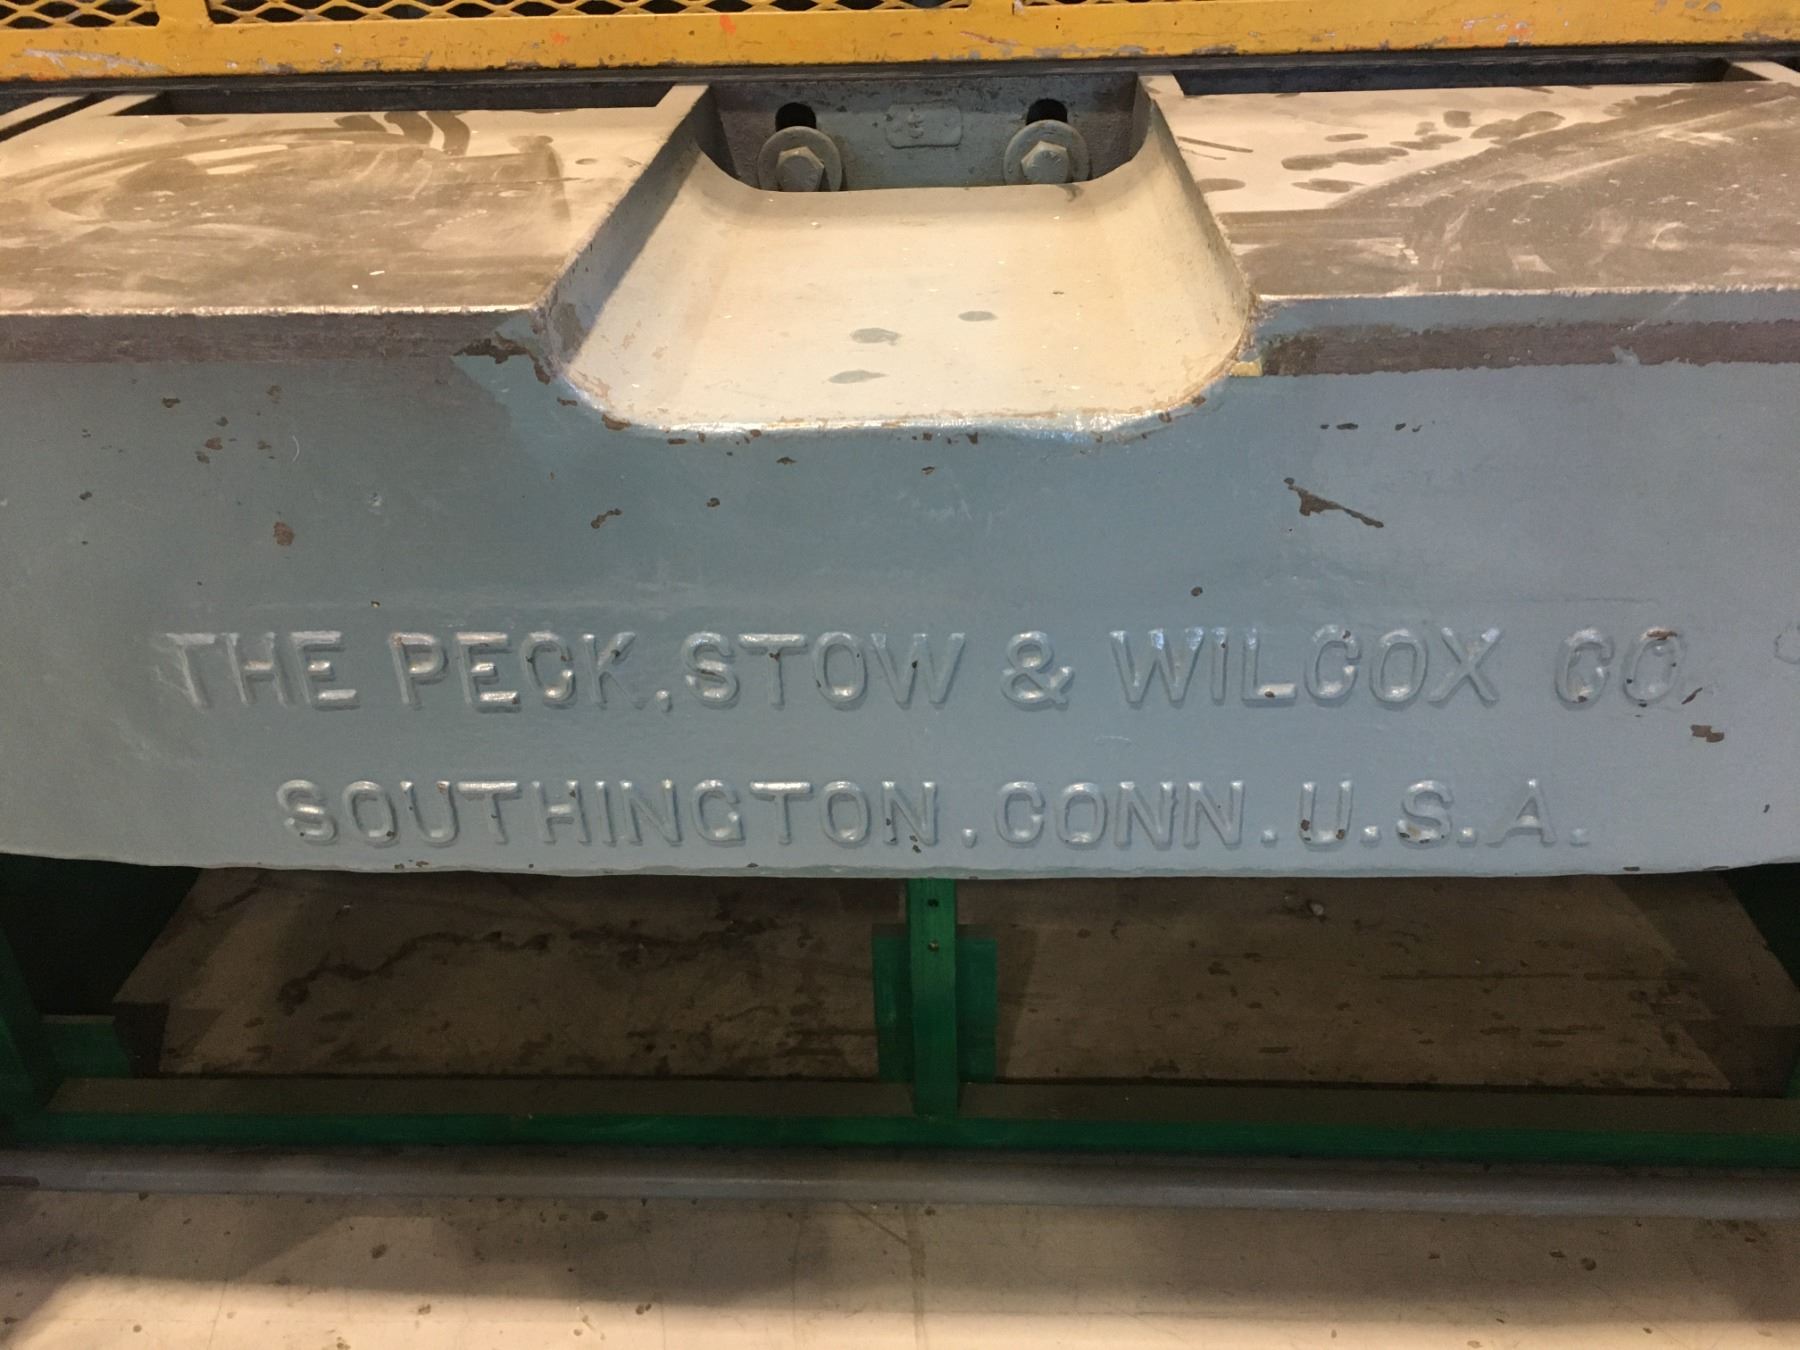 THE PECK, STOW & WILCOX CO.
SOUTHINGTON. CONN. U.S.A.